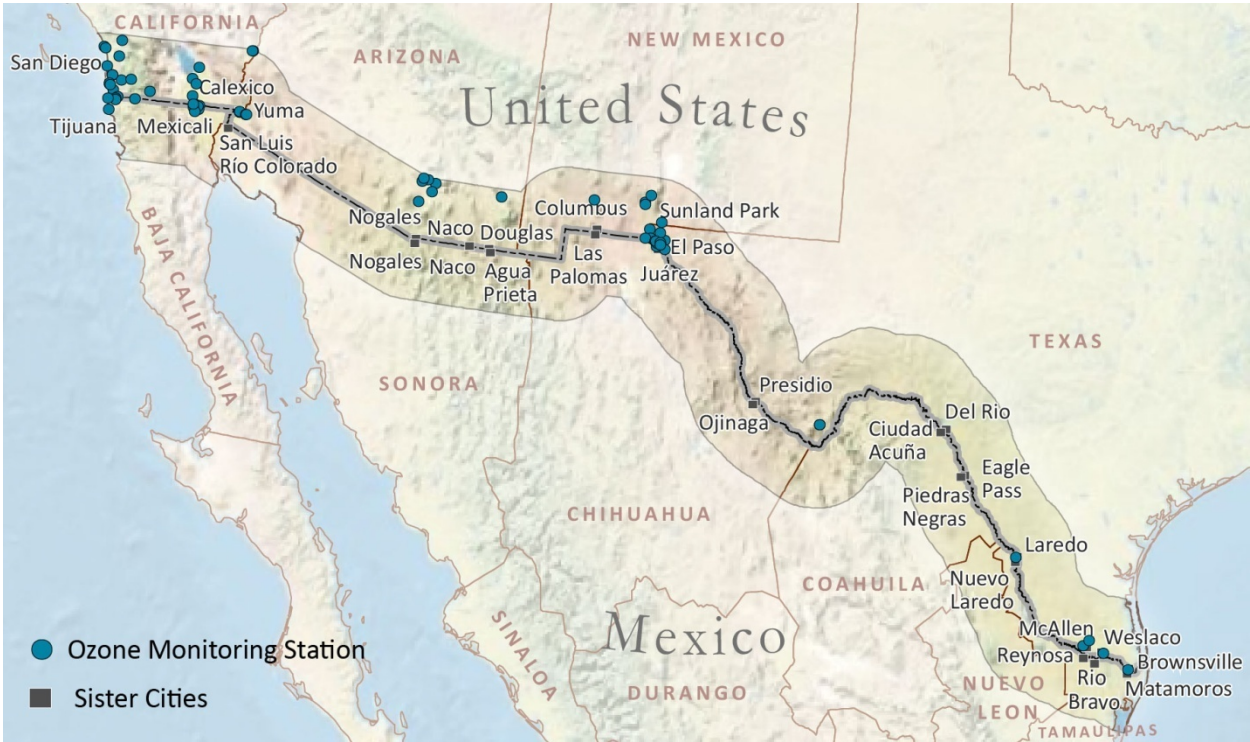 CALIFORNIA
ARIZONA
NEW MEXICO
United States
San Diego
Calexico
Yuma
Tijuana
Mexicali
San Luis
Río Colorado
BAJA CALIFORNIA
Nogales
Naco
Douglas
Columbus
Sunland Park
El Paso
Nogales
Naco
Agua
Prieta
Las
Palomas
Juárez
SONORA
TEXAS
Presidio
Ojinaga
Del Rio
Ciudad
Acuña
Eagle
Pass
Piedras
Negras
CHIHUAHUA
COAHUILA
Laredo
Nuevo
Laredo
SINALOA
Mexico
DURANGO
McAllen
Weslaco
Reynosa
Brownsville
Rio
Bravo
Matamoros
NUEVO
LEON
TAMAULIPAS
Ozone Monitoring Station
Sister Cities